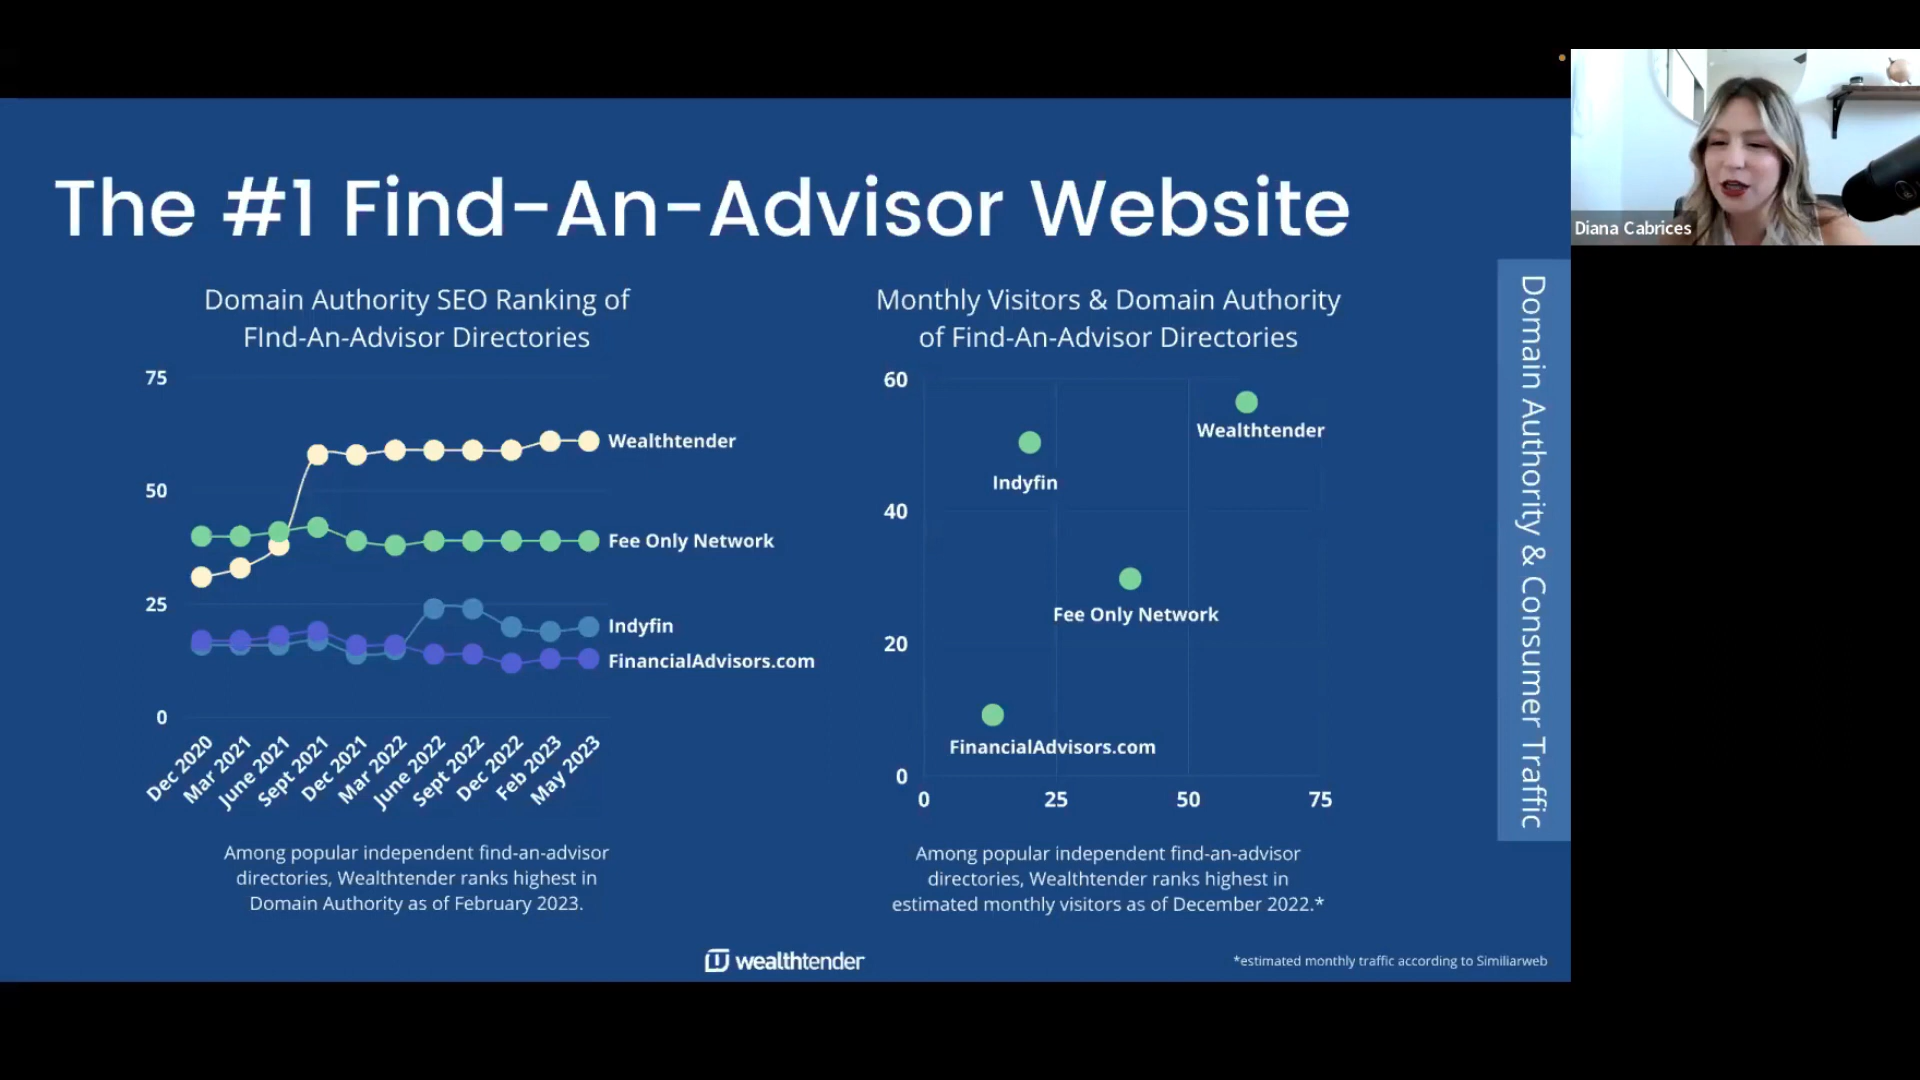 The #1 Find-An-Advisor Website
Diana Cabrices
Domain Authority SEO Ranking of
FInd-An-Advisor Directories
75
50
25
0
Wealthtender
Fee Only Network
Indyfin
FinancialAdvisors.com
Dec 2020
Mar 2021
June 2021
Sept 2021
Dec 2021
Mar 2022
June 2022
Sept 2022
Dec 2022
Feb 2023
May 2023
Among popular independent find-an-advisor
directories, Wealthtender ranks highest in
Domain Authority as of February 2023.
Monthly Visitors & Domain Authority
of Find-An-Advisor Directories
60
40
20
0
Wealthtender
Indyfin
Fee Only Network
FinancialAdvisors.com
0 25 50 75
Among popular independent find-an-advisor
directories, Wealthtender ranks highest in
estimated monthly visitors as of December 2022.*
Domain Authority & Consumer Traffic
wealthtender
*estimated monthly traffic according to Similiarweb